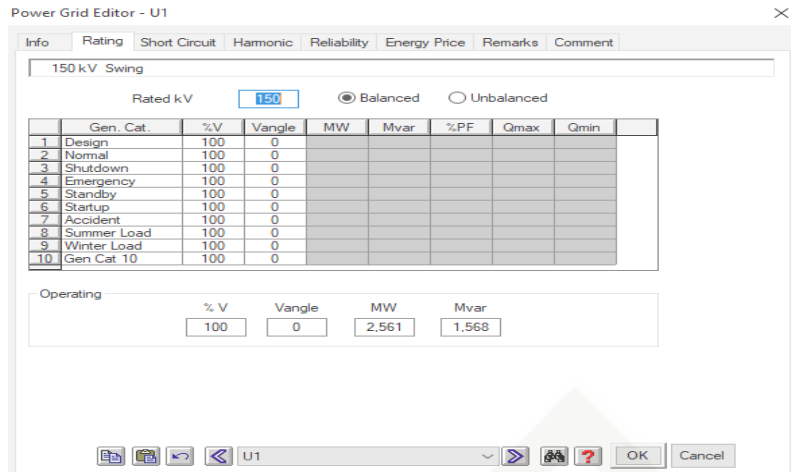 Power Grid Editor - U1
Info Rating Short Circuit Harmonic Reliability Energy Price Remarks Comment
150 kV Swing
Rated kV 150 Balanced Unbalanced
Gen. Cat. %V Vangle MW Mvar %PF Qmax Qmin
1 Design 100 0
2 Normal 100 0
3 Shutdown 100 0
4 Emergency 100 0
5 Standby 100 0
6 Startup 100 0
7 Accident 100 0
8 Summer Load 100 0
9 Winter Load 100 0
10 Gen Cat 10 100 0
Operating
% V Vangle MW Mvar
100 0 2,561 1,568
U1 ? OK Cancel